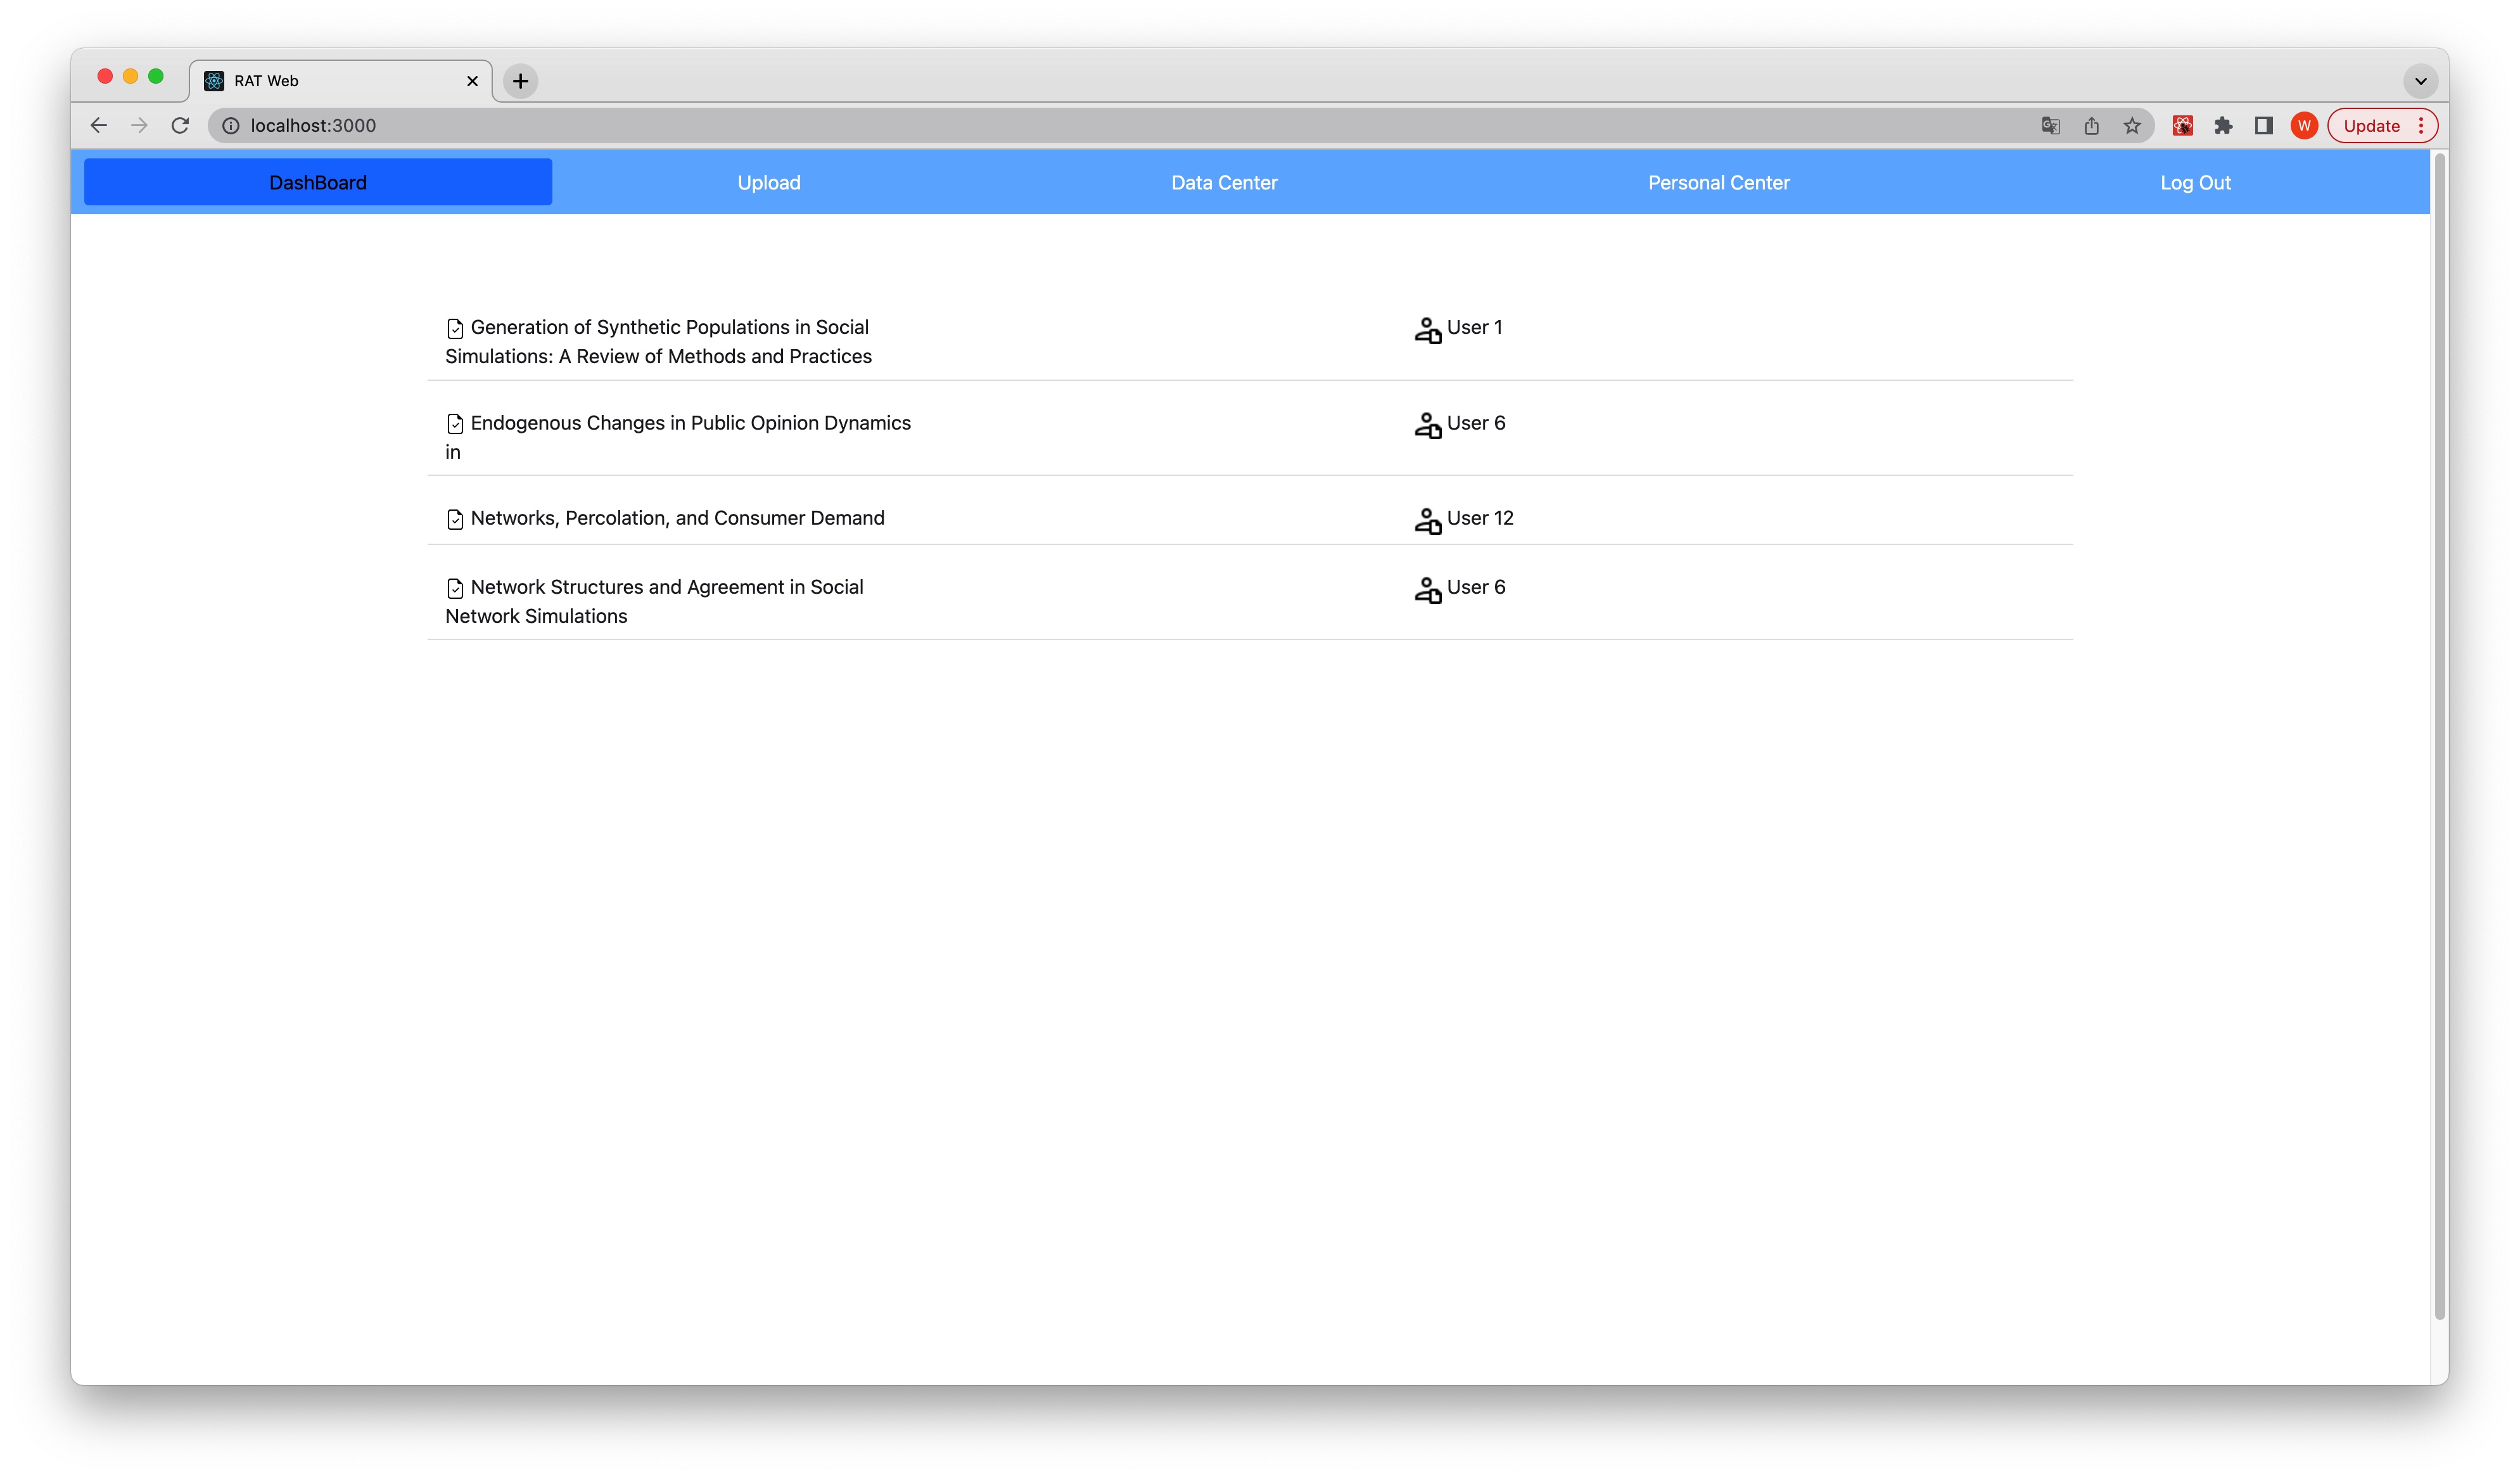 RAT Web
localhost:3000
W
Update
DashBoard
Upload
Data Center
Personal Center
Log Out
Generation of Synthetic Populations in Social
Simulations: A Review of Methods and Practices
User 1
Endogenous Changes in Public Opinion Dynamics
in
User 6
Networks, Percolation, and Consumer Demand
User 12
Network Structures and Agreement in Social
Network Simulations
User 6